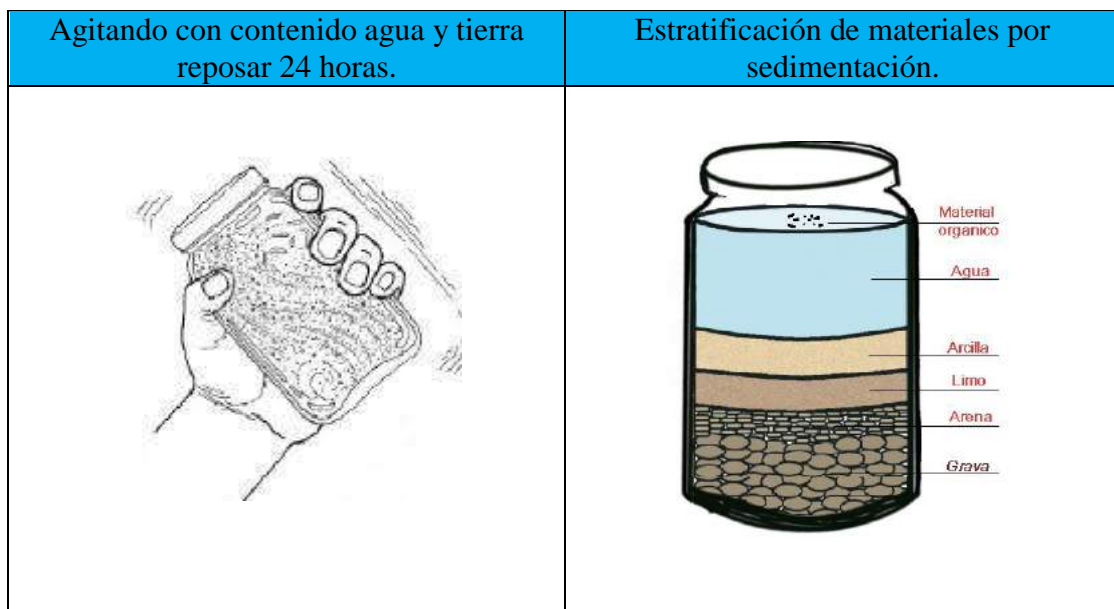 Agitando con contenido agua y tierra
reposar 24 horas.
Estratificación de materiales por
sedimentación.
Material
organico
Agua
Arcilla
Limo
Arena
Grava